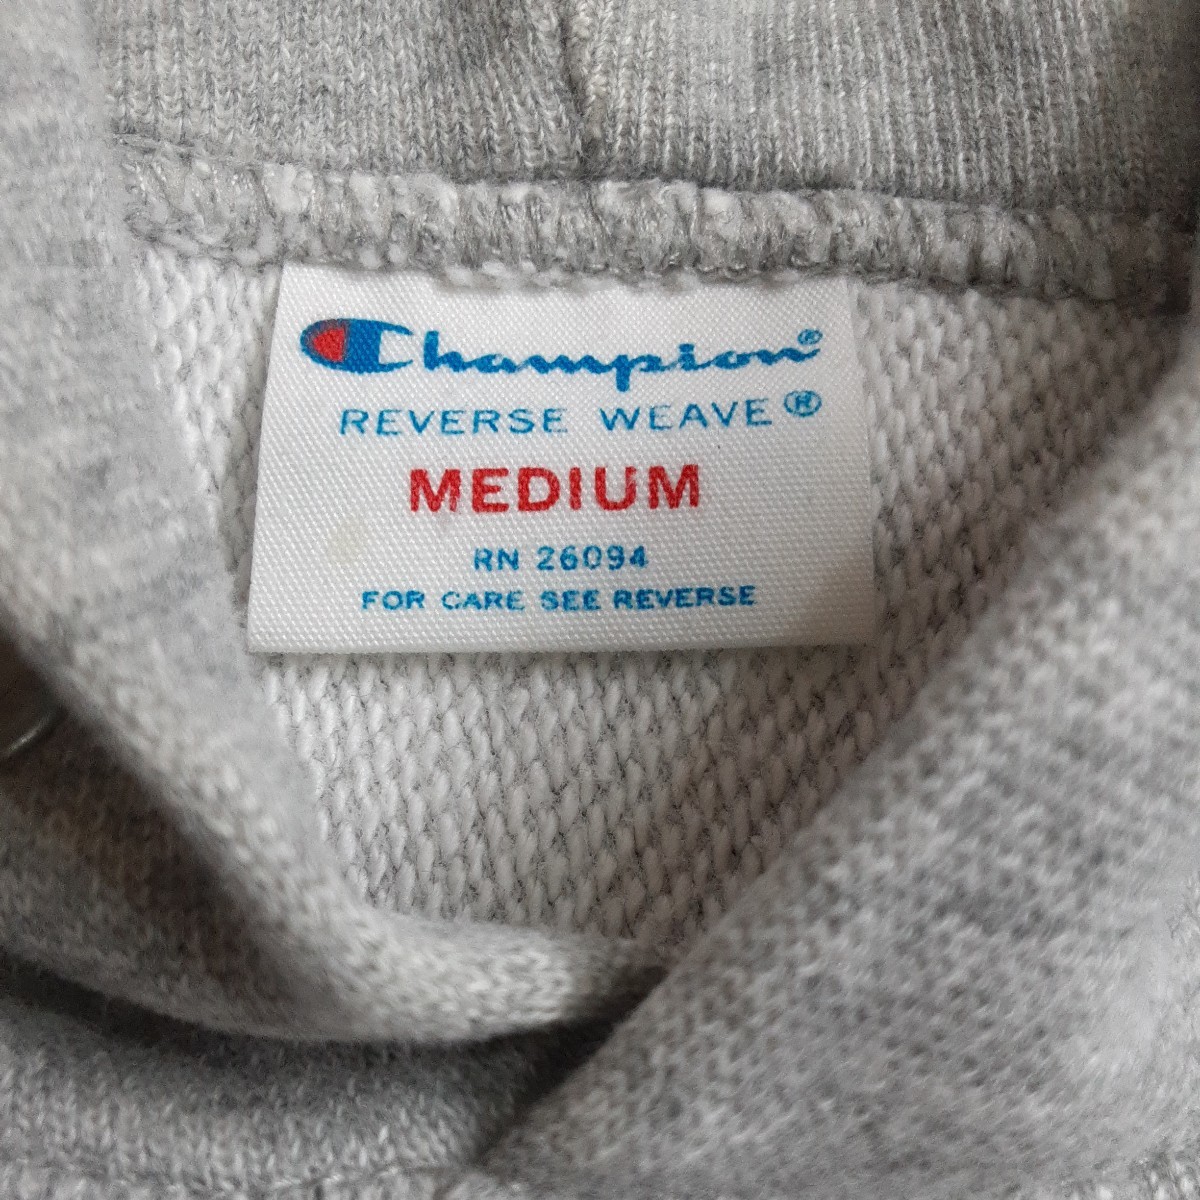 Champion®
REVERSE WEAVE®
MEDIUM
RN 26094
FOR CARE SEE REVERSE